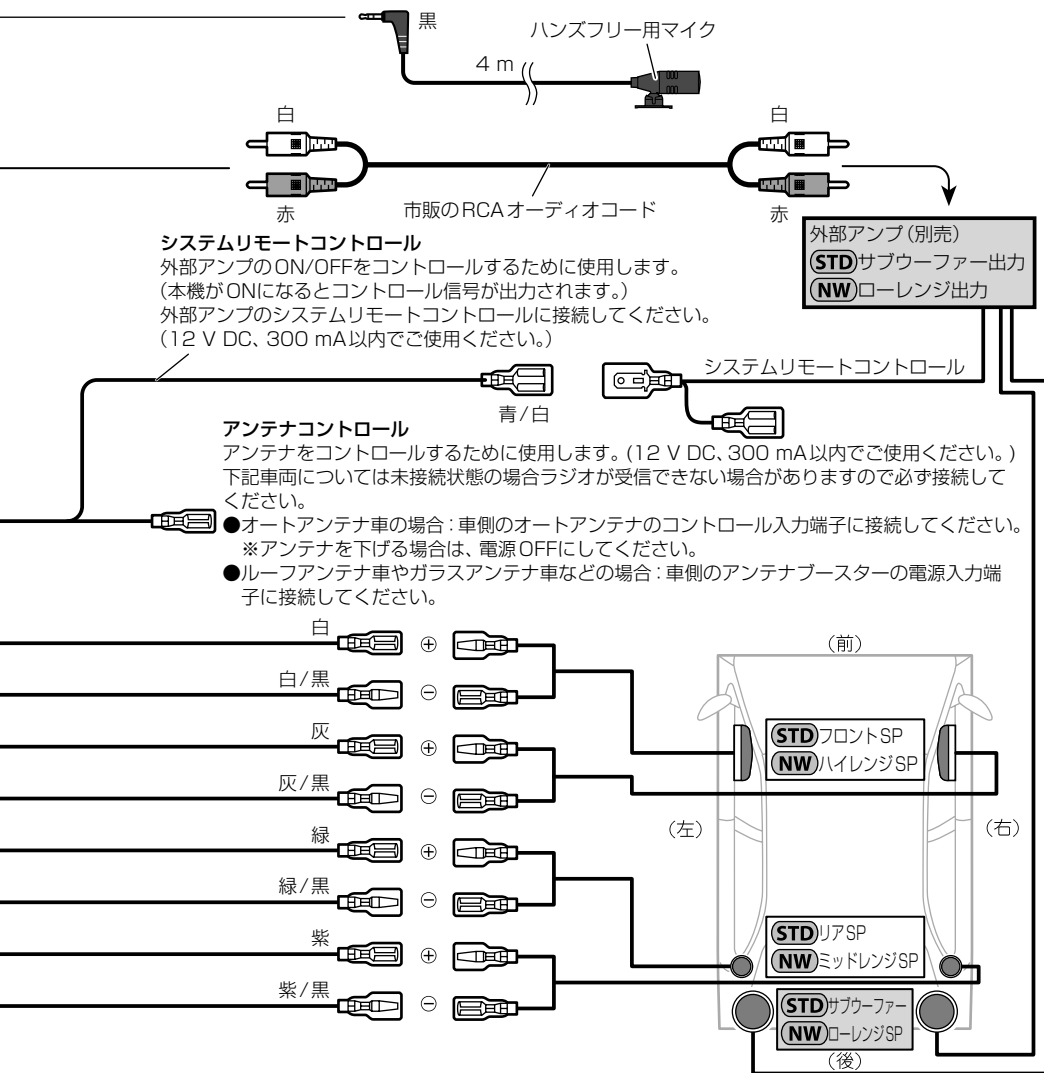 黒
ハンズフリー用マイク
4 m
白
白
赤
市販のRCAオーディオコード
赤
外部アンプ（別売）
STD サブウーファー出力
NW ローレンジ出力
システムリモートコントロール
外部アンプのON/OFFをコントロールするために使用します。
（本機がONになるとコントロール信号が出力されます。）
外部アンプのシステムリモートコントロールに接続してください。
（12 V DC、300 mA以内でご使用ください。）
システムリモートコントロール
青/白
アンテナコントロール
アンテナをコントロールするために使用します。（12 V DC、300 mA以内でご使用ください。）
下記車両については未接続状態の場合ラジオが受信できない場合がありますので必ず接続して
ください。
●オートアンテナ車の場合：車側のオートアンテナのコントロール入力端子に接続してください。
※アンテナを下げる場合は、電源OFFにしてください。
●ルーフアンテナ車やガラスアンテナ車などの場合：車側のアンテナブースターの電源入力端
子に接続してください。
白
⊕
白/黒
⊖
灰
⊕
灰/黒
⊖
緑
⊕
緑/黒
⊖
紫
⊕
紫/黒
⊖
（前）
STD フロントSP
NW ハイレンジSP
（左）
（右）
STD リアSP
NW ミッドレンジSP
STD サブウーファー
NW ローレンジSP
（後）